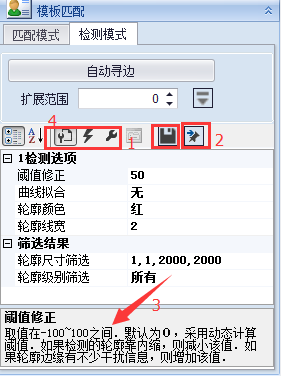 模板匹配
匹配模式 检测模式
自动寻边
扩展范围 0
4
A
Z
1
2
1检测选项
阈值修正 50
曲线拟合 无
轮廓颜色 红
轮廓线宽 2
筛选结果
轮廓尺寸筛选 1,1,2000,2000
轮廓级别筛选 所有
3
阈值修正
取值在-100~100之间．默认为0，采用动态计算
阈值．如果检测的轮廓靠内缩，则减小该值．如
果轮廓边缘有不少干扰信息，则增加该值．